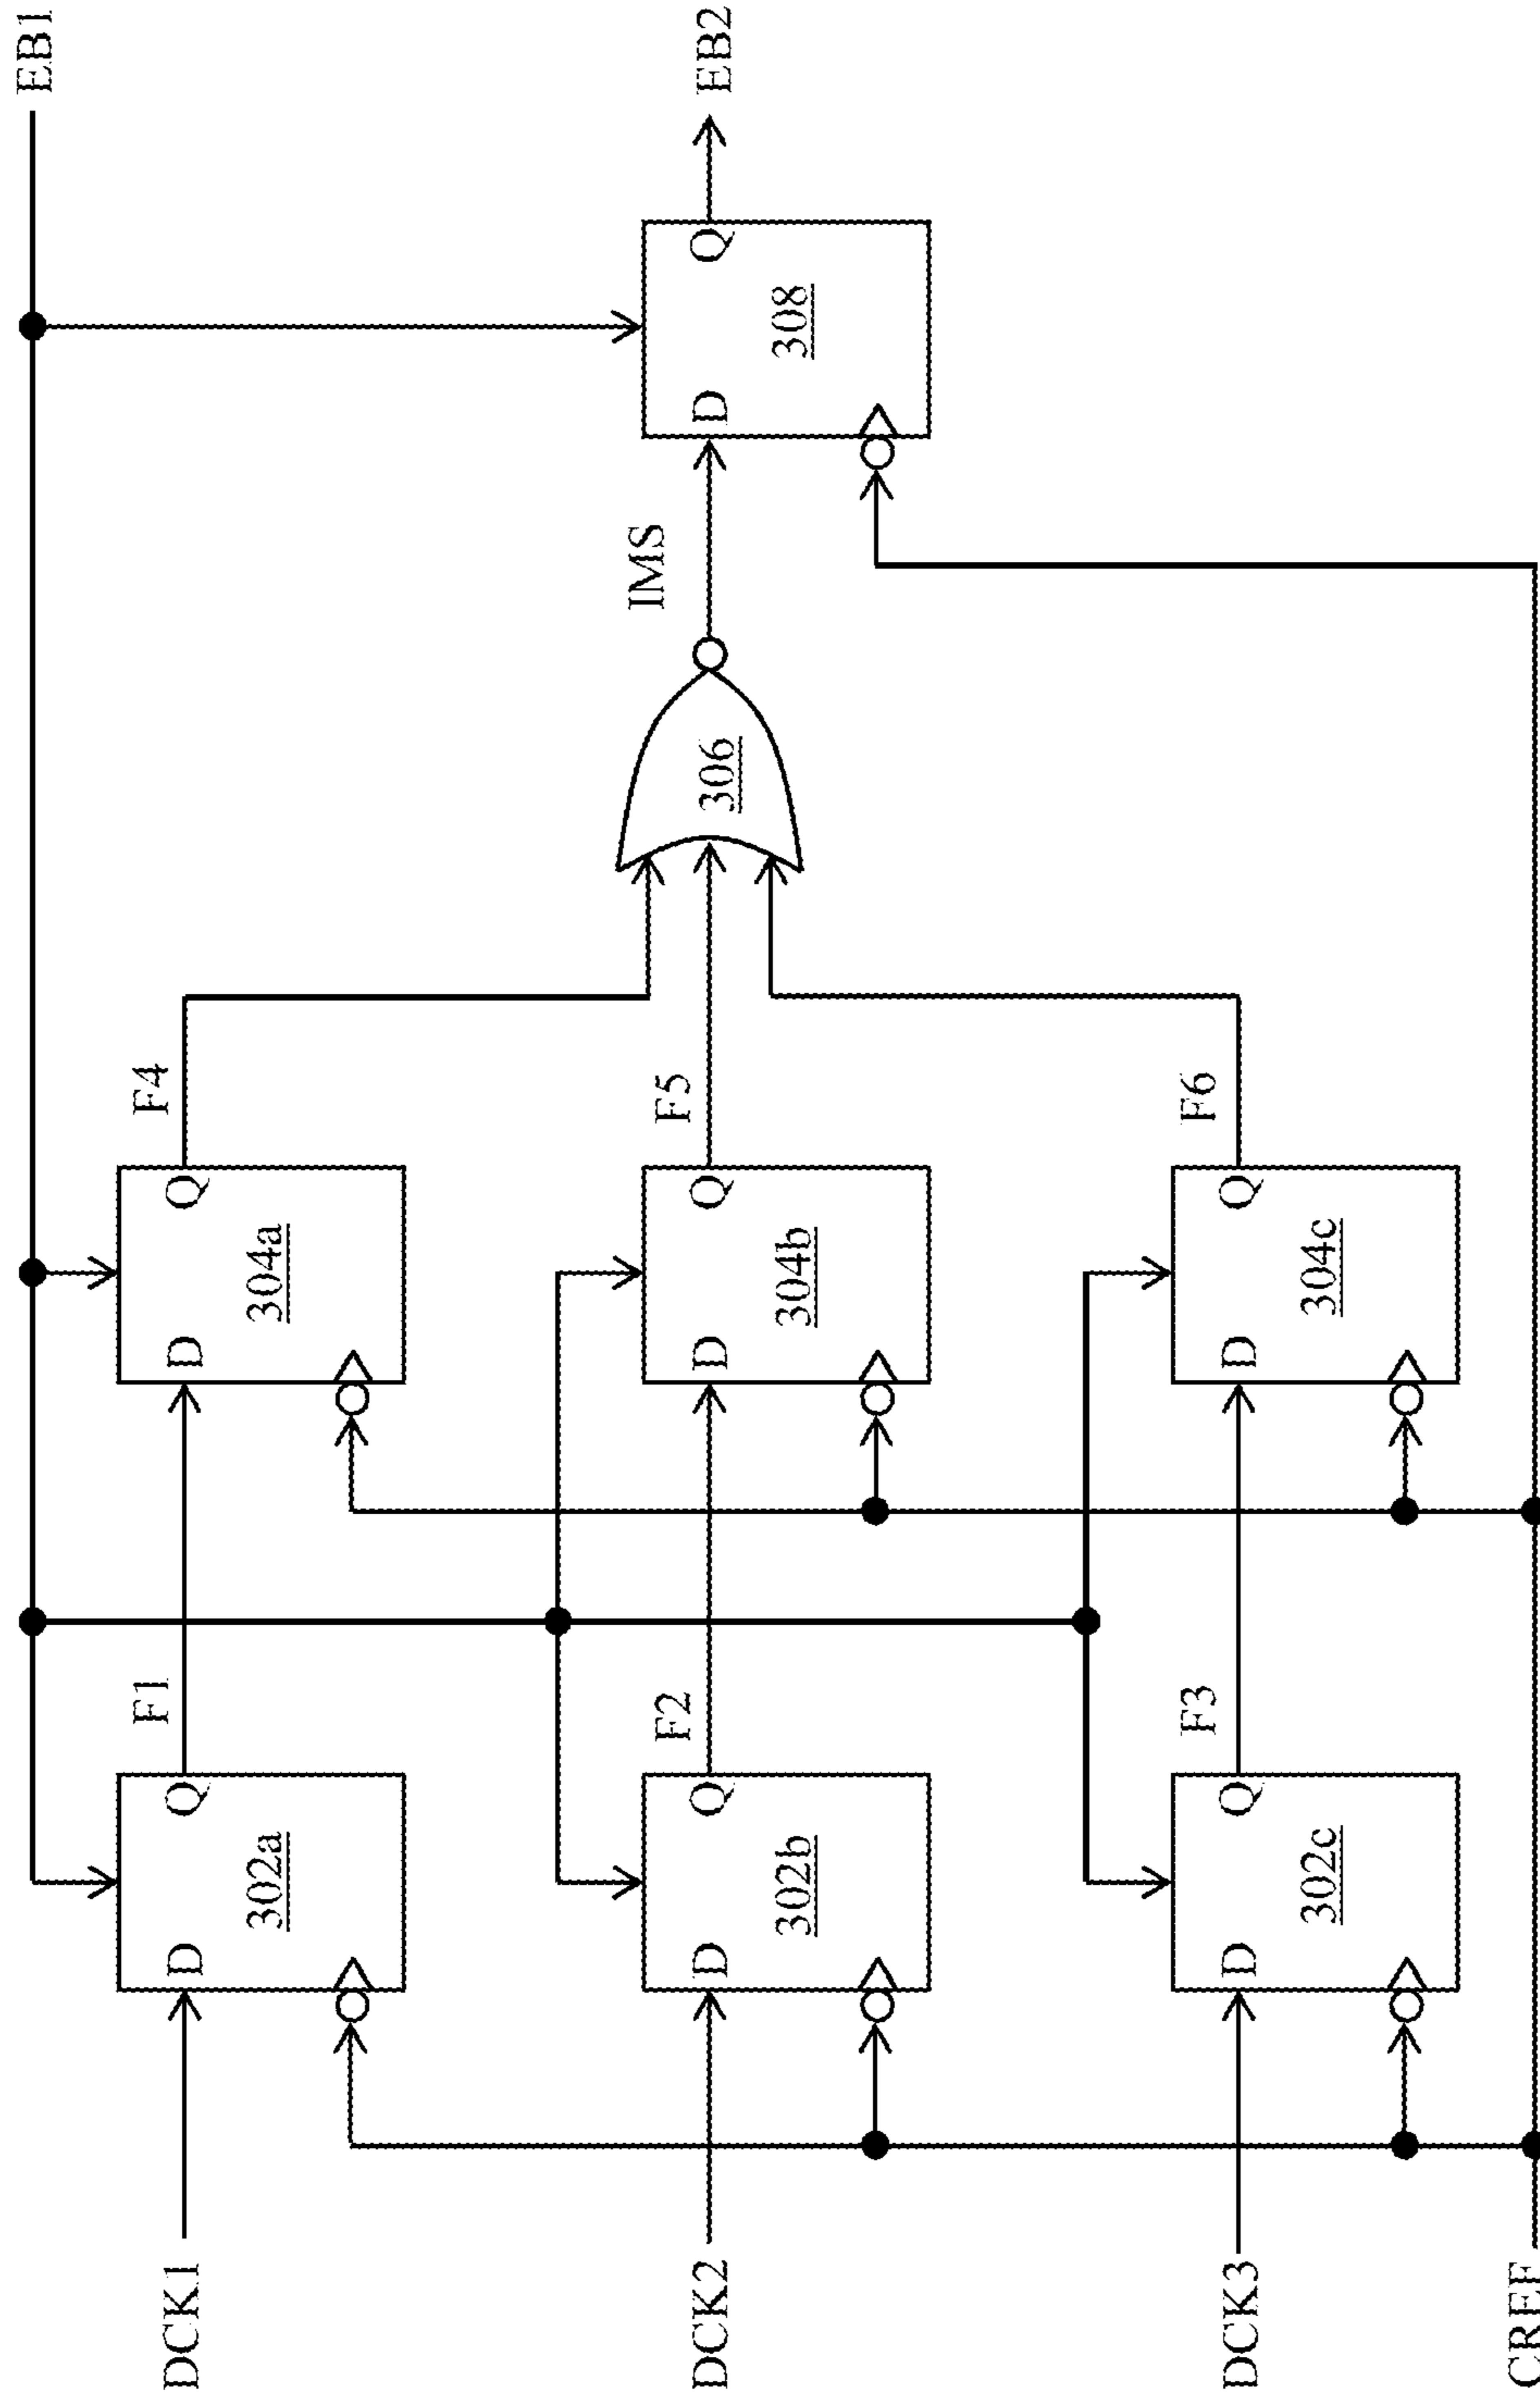 EB1
DCK1
D
Q
302a
F1
D
Q
304a
F4
DCK2
D
Q
302b
F2
D
Q
304b
F5
306
IMS
D
Q
308
EB2
DCK3
D
Q
302c
F3
D
Q
304c
F6
CREF